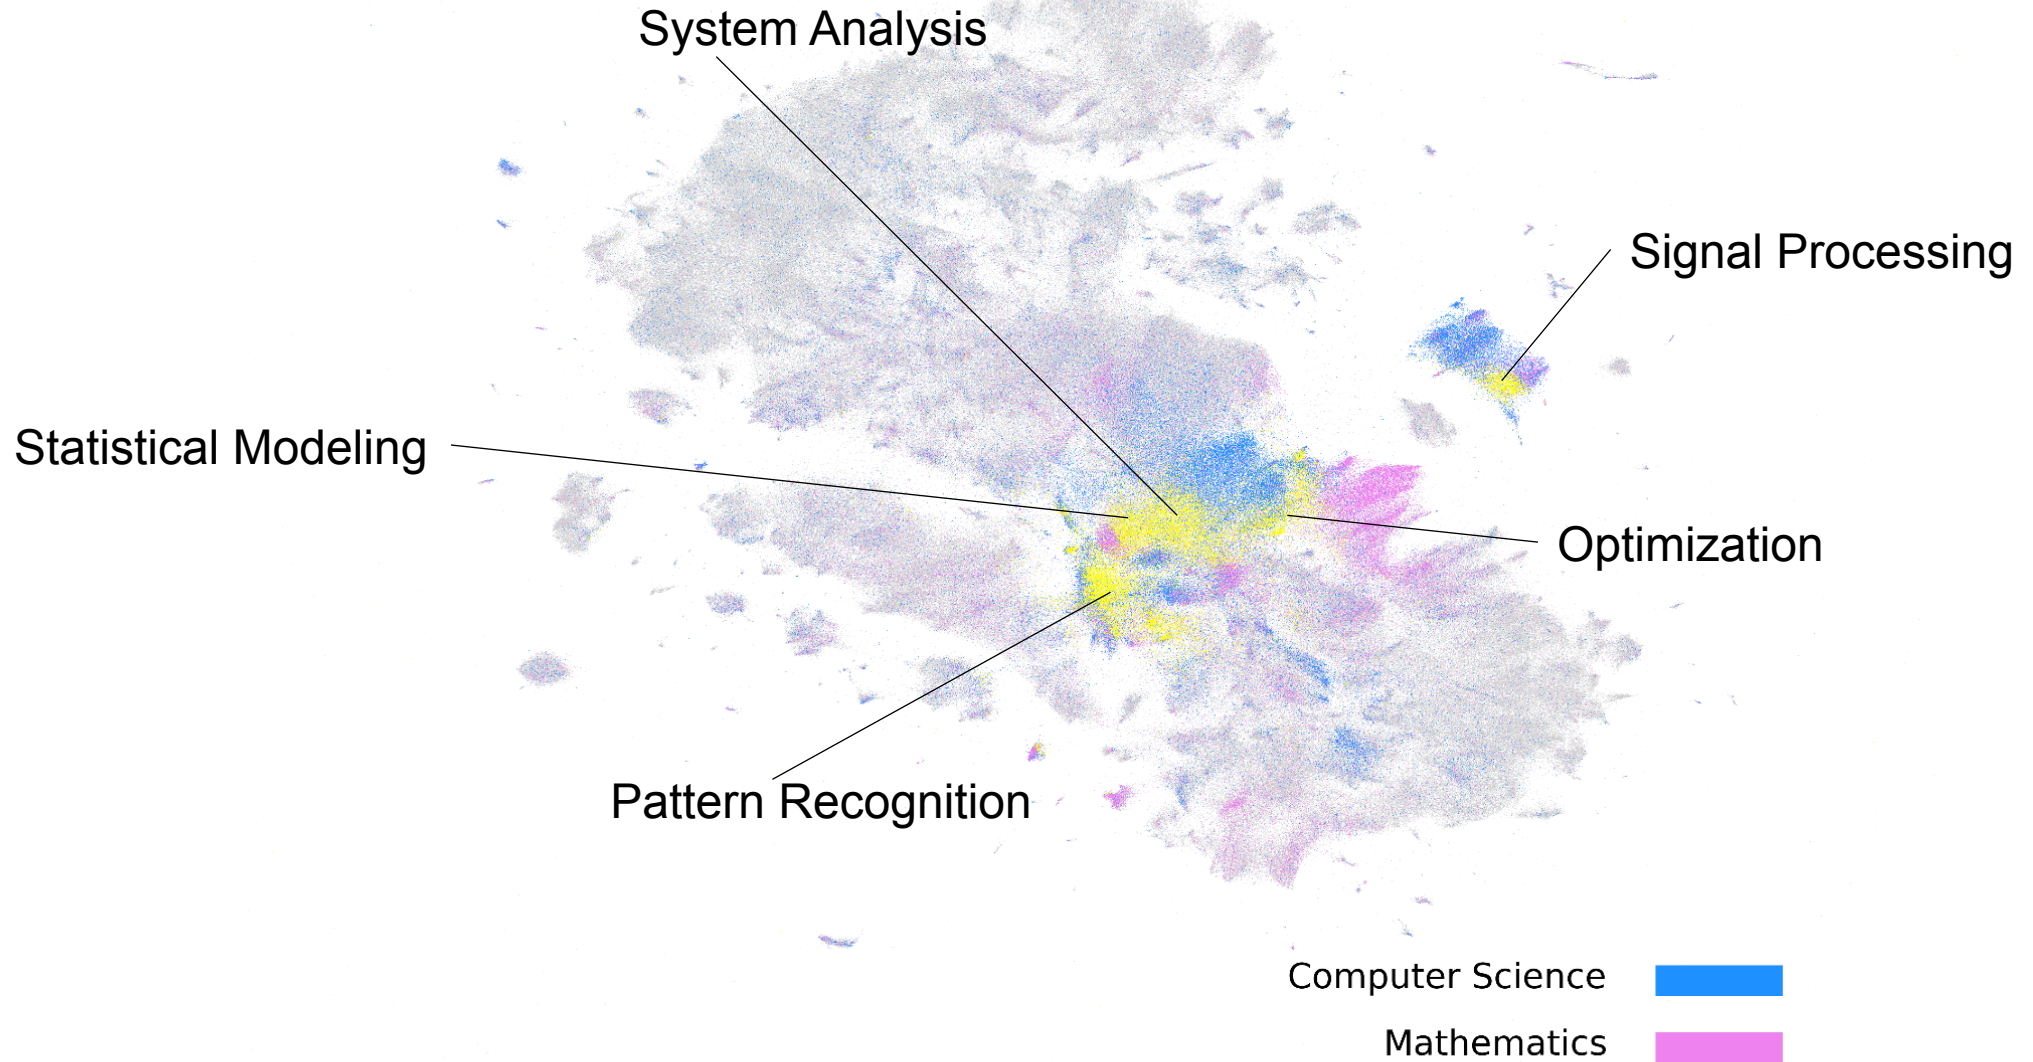 System Analysis
Signal Processing
Statistical Modeling
Optimization
Pattern Recognition
Computer Science
Mathematics